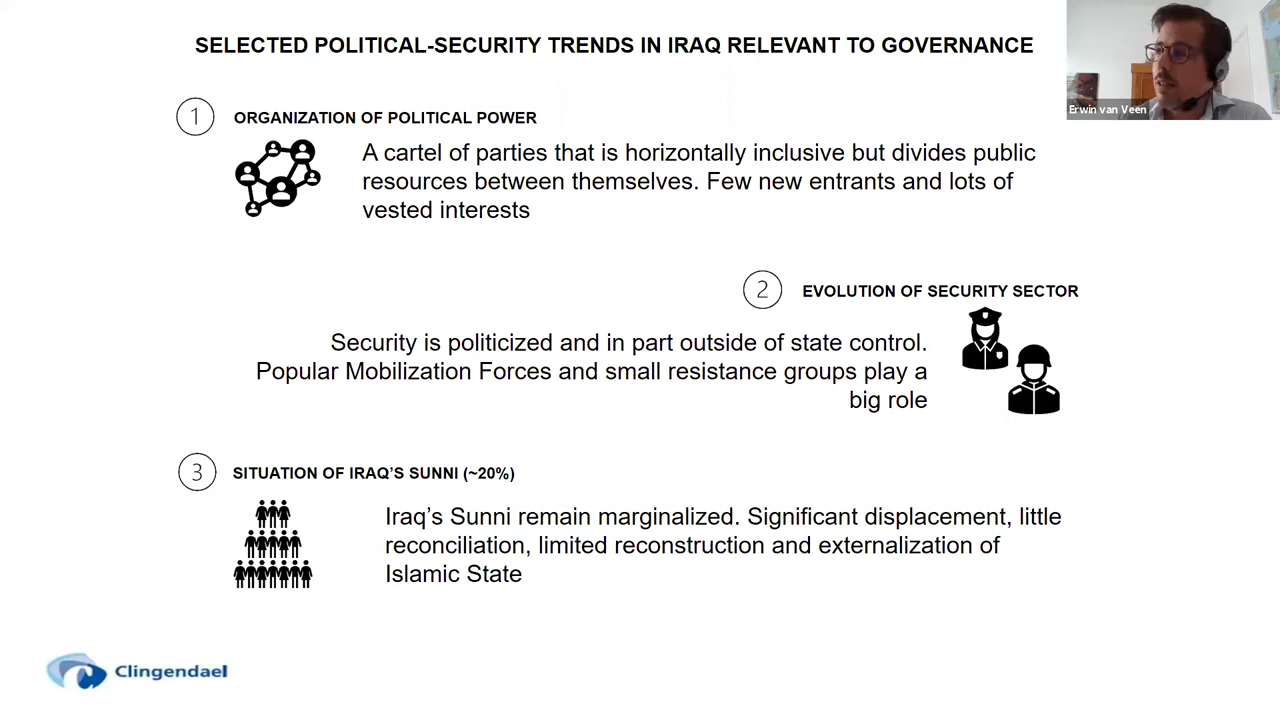 SELECTED POLITICAL-SECURITY TRENDS IN IRAQ RELEVANT TO GOVERNANCE
Erwin van Veen
1 ORGANIZATION OF POLITICAL POWER
A cartel of parties that is horizontally inclusive but divides public
resources between themselves. Few new entrants and lots of
vested interests
2 EVOLUTION OF SECURITY SECTOR
Security is politicized and in part outside of state control.
Popular Mobilization Forces and small resistance groups play a
big role
3 SITUATION OF IRAQ’S SUNNI (~20%)
Iraq’s Sunni remain marginalized. Significant displacement, little
reconciliation, limited reconstruction and externalization of
Islamic State
Clingendael